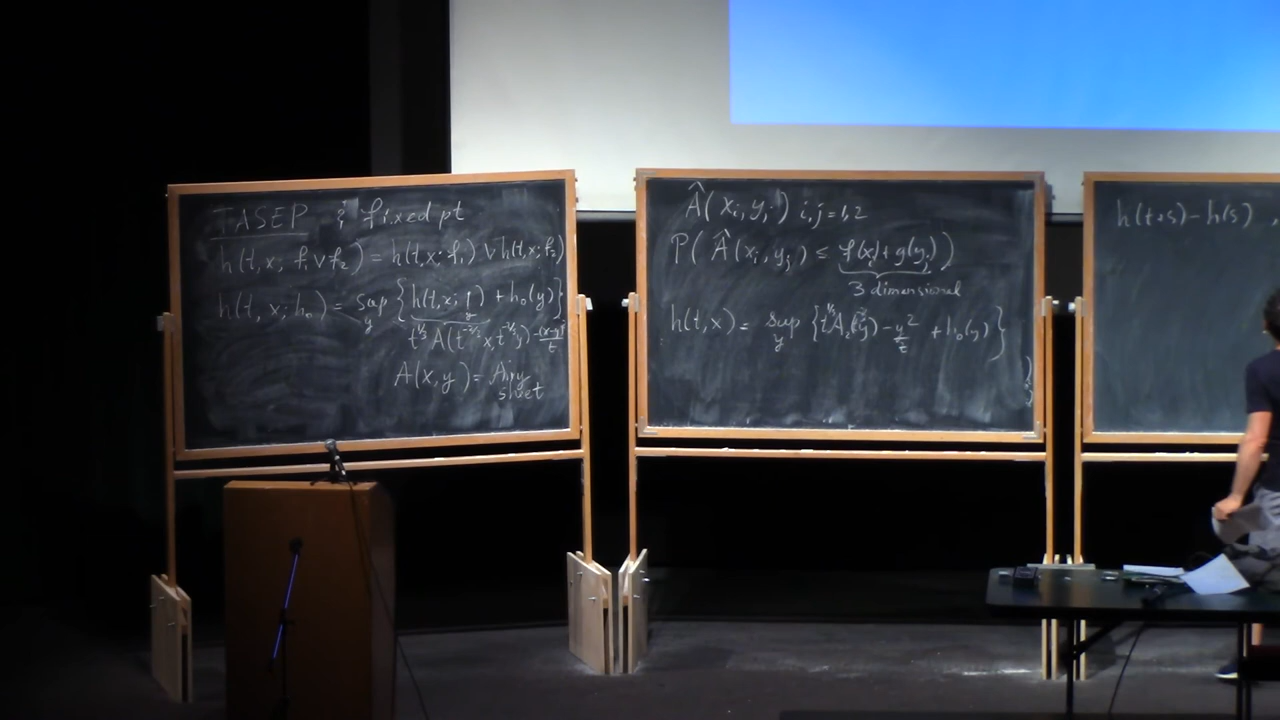 TASEP & fixed pt
h(t,x; f₁∨f₂) = h(t,x; f₁) ∨ h(t,x; f₂)
h(t,x; h₀) = sup_y {h(t,x; y) + h₀(y)}
t^{1/3} A(t^{-2/3}x, t^{-2/3}y) - (x-y)²/t
A(x,y) = Airy
sheet
Â(xᵢ,yⱼ) i,j=1,2
P(Â(xᵢ,yⱼ) ≤ f(xᵢ)+g(yⱼ))
3 dimensional
h(t,x) = sup_y {t^{1/3}A₂(y) - y²/t + h₀(y)}
h(t+s)-h(s)